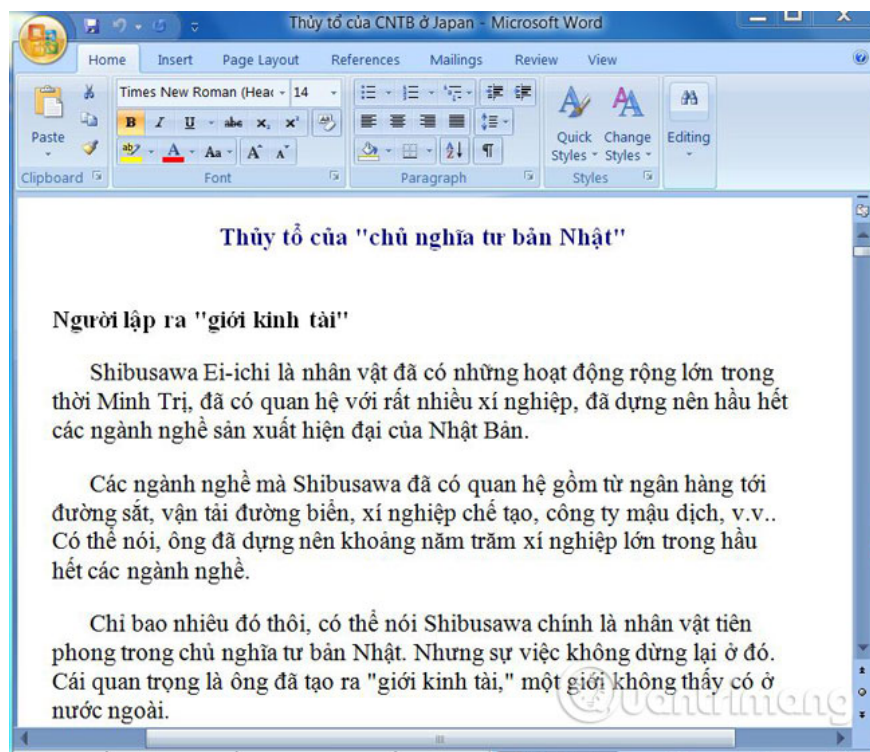 Thủy tổ của CNTB ở Japan - Microsoft Word
Home Insert Page Layout References Mailings Review View
Paste
Clipboard
Times New Roman (Heac 14
B I U abc x₂ x²
ab A Aa A A
Font
Paragraph
Quick Styles
Change Styles
Styles
Editing
Thủy tổ của "chủ nghĩa tư bản Nhật"
Người lập ra "giới kinh tài"
Shibusawa Ei-ichi là nhân vật đã có những hoạt động rộng lớn trong
thời Minh Trị, đã có quan hệ với rất nhiều xí nghiệp, đã dựng nên hầu hết
các ngành nghề sản xuất hiện đại của Nhật Bản.
Các ngành nghề mà Shibusawa đã có quan hệ gồm từ ngân hàng tới
đường sắt, vận tải đường biển, xí nghiệp chế tạo, công ty mậu dịch, v.v..
Có thể nói, ông đã dựng nên khoảng năm trăm xí nghiệp lớn trong hầu
hết các ngành nghề.
Chỉ bao nhiêu đó thôi, có thể nói Shibusawa chính là nhân vật tiên
phong trong chủ nghĩa tư bản Nhật. Nhưng sự việc không dừng lại ở đó.
Cái quan trọng là ông đã tạo ra "giới kinh tài," một giới không thấy có ở
nước ngoài.
Quantrimang